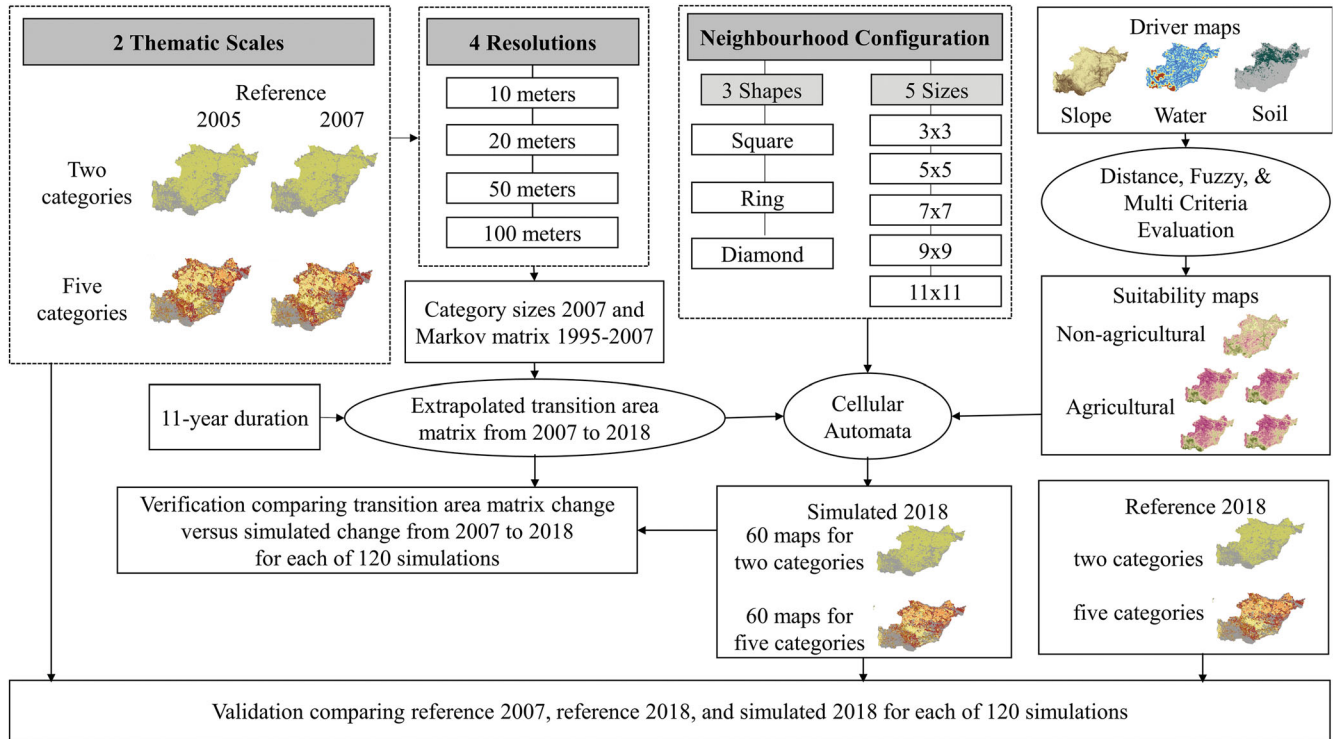 2 Thematic Scales
Reference
2005
2007
Two
categories
Five
categories
4 Resolutions
10 meters
20 meters
50 meters
100 meters
Neighbourhood Configuration
3 Shapes
Square
Ring
Diamond
5 Sizes
3x3
5x5
7x7
9x9
11x11
Driver maps
Slope
Water
Soil
Distance, Fuzzy, &
Multi Criteria
Evaluation
Category sizes 2007 and
Markov matrix 1995-2007
Suitability maps
Non-agricultural
Agricultural
11-year duration
Extrapolated transition area
matrix from 2007 to 2018
Cellular
Automata
Verification comparing transition area matrix change
versus simulated change from 2007 to 2018
for each of 120 simulations
Simulated 2018
60 maps for
two categories
60 maps for
five categories
Reference 2018
two categories
five categories
Validation comparing reference 2007, reference 2018, and simulated 2018 for each of 120 simulations